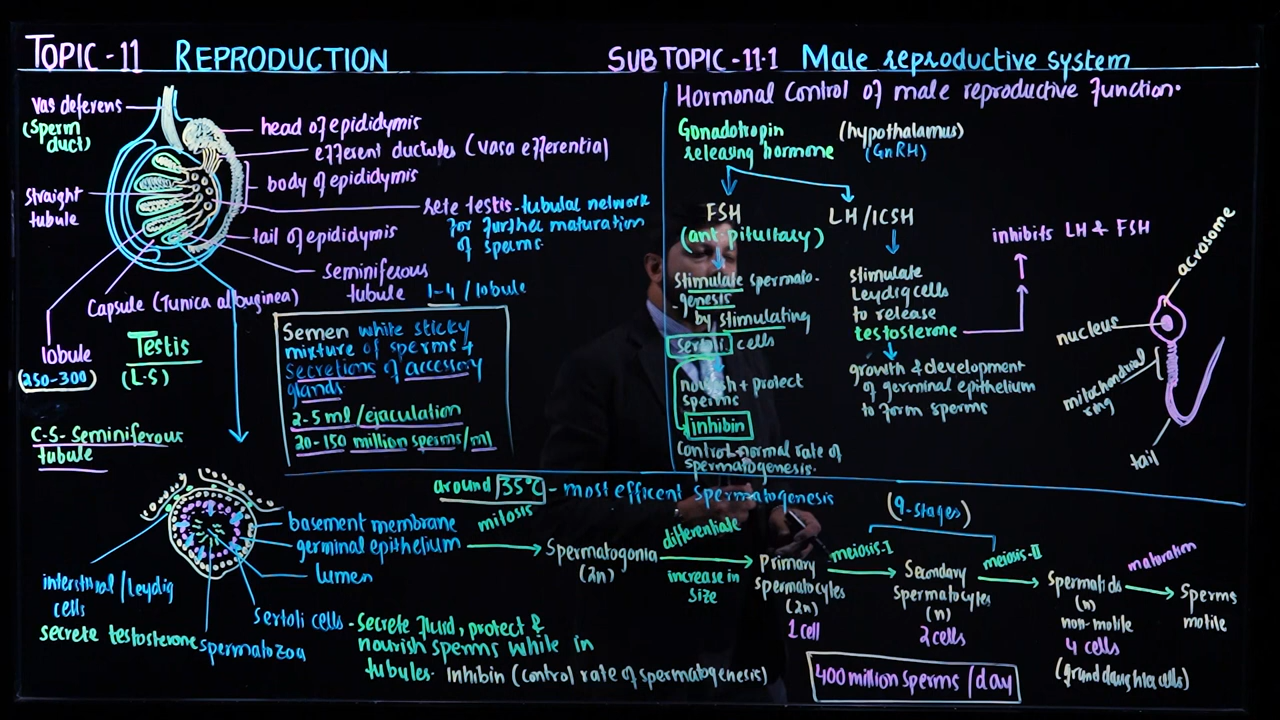 TOPIC-11 REPRODUCTION
SUBTOPIC-11.1 Male reproductive system
Vas deferens
(Sperm duct)
head of epididymis
efferent ductules (vasa efferentia)
body of epididymis
Straight tubule
rete testis-tubular network
for further maturation
of sperms.
tail of epididymis
seminiferous
tubule 1-4/lobule
Capsule (Tunica albuginea)
lobule
(250-300)
Testis
(L.S)
Semen white sticky
mixture of sperms +
secretions of accessory
glands.
2-5 ml/ejaculation
20-150 million sperms/ml
C.S- Seminiferous
tubule
Hormonal Control of male reproductive function.
Gonadotropin
releing hormone
(hypothalamus)
(GnRH)
FSH
(ant. pitultary)
LH/ICSH
Stimulate spermato-
-genesis
by stimulating
Sertoli cells
nourish + protect
sperms
inhibin
Control normal rate of
spermatogenesis.
stimulate
Leydig cells
to release
testosterone
growth & development
of germinal epithelium
to form sperms
inhibits LH & FSH
acrosome
nucleus
mitochondrial
ring
tail
around 35°C - most efficent spermatogenesis
basement membrane
germinal epithelium
lumen
interstitial/Leydig
cells
secrete testosterone
spermatozoa
Sertoli cells - secrete fluid, protect &
nourish sperms while in
tubules. Inhibin (control rate of spermatogenesis)
mitosis
Spermatogonia
(2n)
differentiate
increase in
size
Primary
spermatocytes
(2n)
1 cell
(9-stages)
meiosis-I
Secondary
spermatocytes
(n)
2 cells
meiosis-II
Spermatids
(n)
non-motile
4 cells
(grand daughter cells)
maturation
Sperms
motile
400 million sperms/day